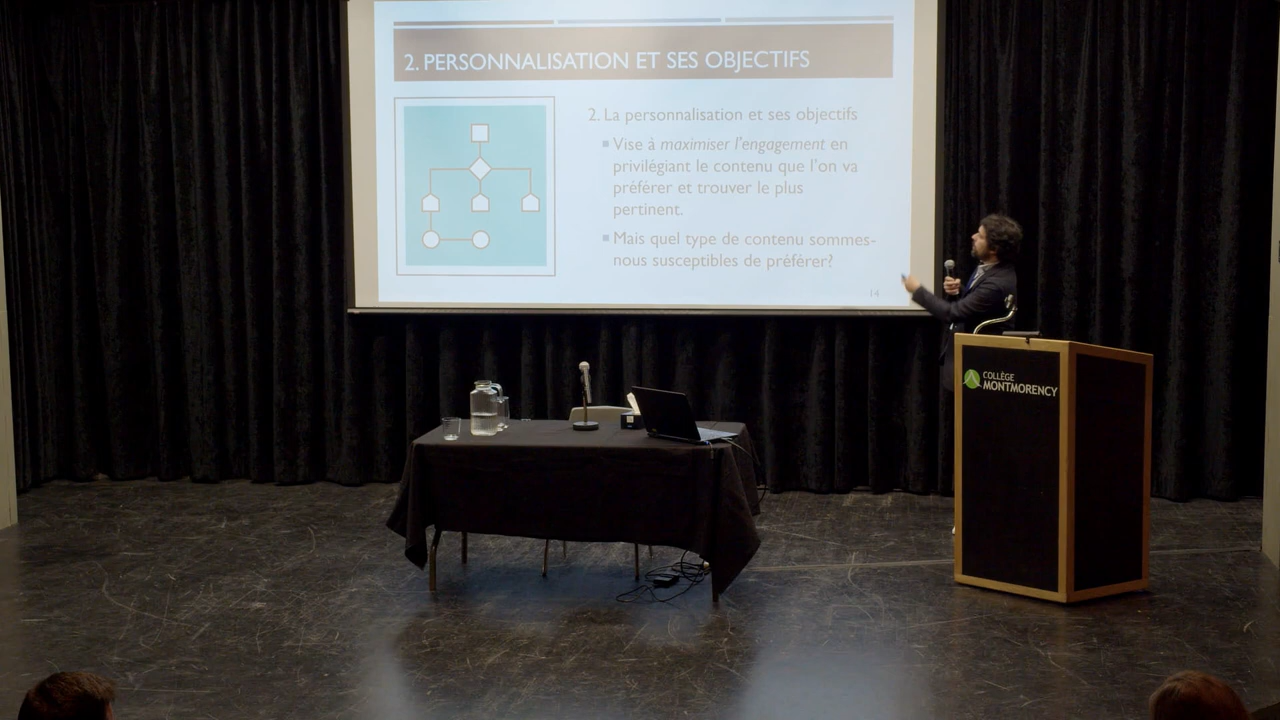 2. PERSONNALISATION ET SES OBJECTIFS
2. La personnalisation et ses objectifs
Vise à maximiser l'engagement en
privilégiant le contenu que l'on va
préférer et trouver le plus
pertinent.
Mais quel type de contenu sommes-
nous susceptibles de préférer?
14
COLLÈGE
MONTMORENCY